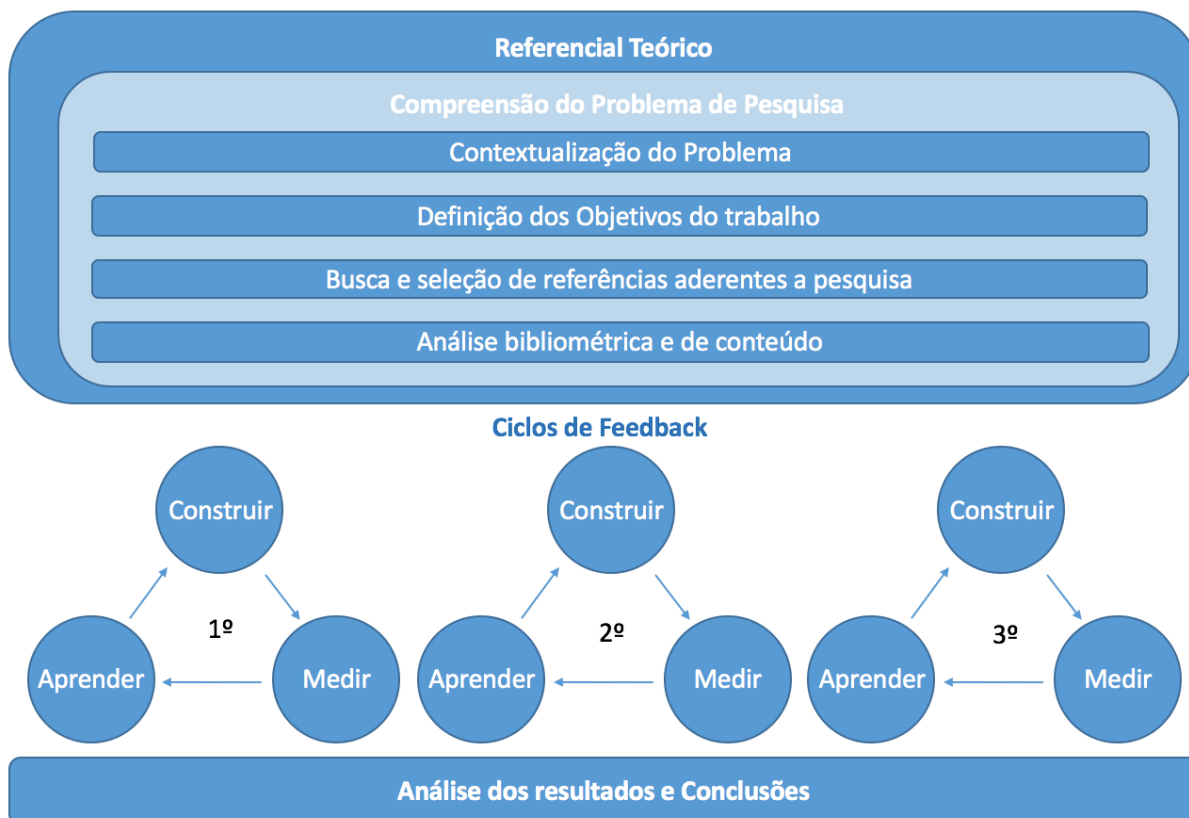 Referencial Teórico
Compreensão do Problema de Pesquisa
Contextualização do Problema
Definição dos Objetivos do trabalho
Busca e seleção de referências aderentes a pesquisa
Análise bibliométrica e de conteúdo
Ciclos de Feedback
Construir
1º
Aprender
Medir
Construir
2º
Aprender
Medir
Construir
3º
Aprender
Medir
Análise dos resultados e Conclusões